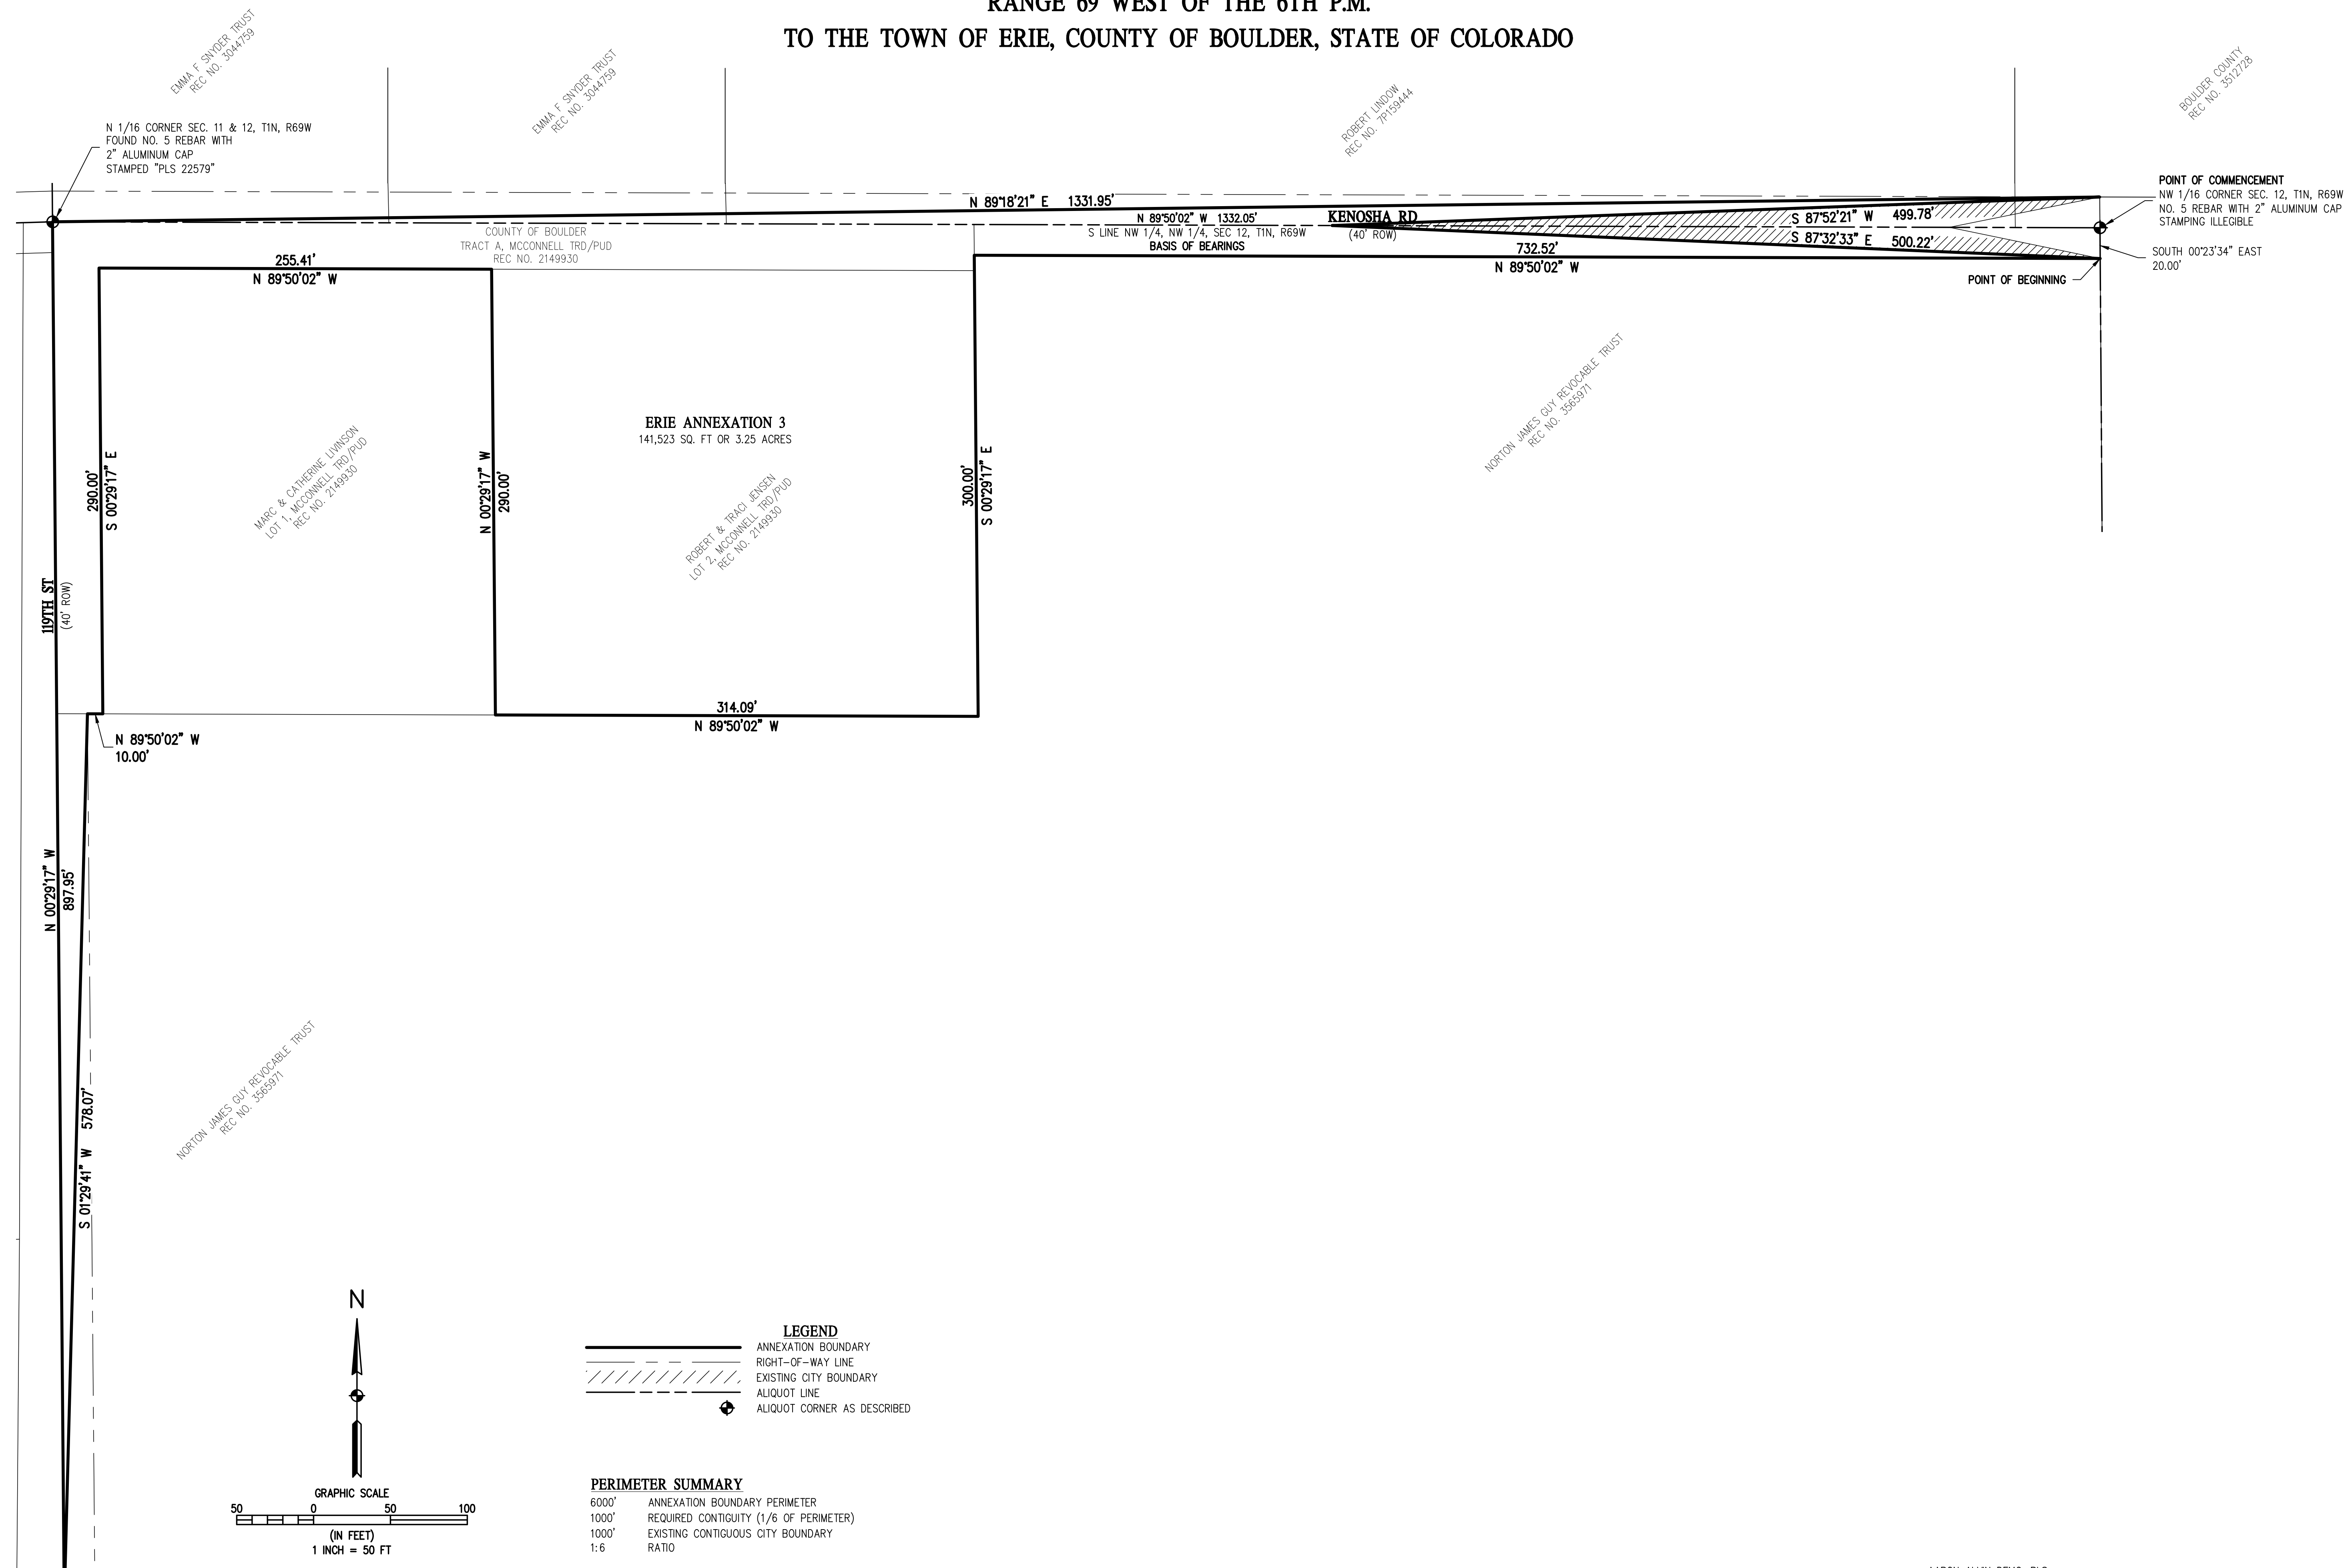 RANGE 69 WEST OF THE 6TH P.M.
TO THE TOWN OF ERIE, COUNTY OF BOULDER, STATE OF COLORADO
EMMA F SNYDER TRUST
REC NO. 3044759
EMMA F SNYDER TRUST
REC NO. 3044759
ROBERT LINDOW
REC NO. 7P159444
BOULDER COUNTY
REC NO. 3512728
N 1/16 CORNER SEC. 11 & 12, T1N, R69W
FOUND NO. 5 REBAR WITH
2" ALUMINUM CAP
STAMPED "PLS 22579"
POINT OF COMMENCEMENT
NW 1/16 CORNER SEC. 12, T1N, R69W
NO. 5 REBAR WITH 2" ALUMINUM CAP
STAMPING ILLEGIBLE
SOUTH 00°23'34" EAST
20.00'
POINT OF BEGINNING
N 89°18'21" E 1331.95'
N 89°50'02" W 1332.05'
S LINE NW 1/4, NW 1/4, SEC 12, T1N, R69W
BASIS OF BEARINGS
KENOSHA RD
(40' ROW)
S 87°52'21" W 499.78'
S 87°32'33" E 500.22'
732.52'
N 89°50'02" W
COUNTY OF BOULDER
TRACT A, MCCONNELL TRD/PUD
REC NO. 2149930
255.41'
N 89°50'02" W
290.00'
S 00°29'17" E
MARC & CATHERINE LIVINSON
LOT 1, MCCONNELL TRD/PUD
REC NO. 2149930
N 00°29'17" W
290.00'
ERIE ANNEXATION 3
141,523 SQ. FT OR 3.25 ACRES
ROBERT & TRACI JENSEN
LOT 2, MCCONNELL TRD/PUD
REC NO. 2149930
300.00'
S 00°29'17" E
NORTON JAMES GUY REVOCABLE TRUST
REC NO. 3565971
119TH ST
(40' ROW)
314.09'
N 89°50'02" W
N 89°50'02" W
10.00'
N 00°29'17" W
897.95'
S 01°29'41" W 578.07'
NORTON JAMES GUY REVOCABLE TRUST
REC NO. 3565971
N
GRAPHIC SCALE
50 0 50 100
(IN FEET)
1 INCH = 50 FT
LEGEND
ANNEXATION BOUNDARY
RIGHT-OF-WAY LINE
EXISTING CITY BOUNDARY
ALIQUOT LINE
ALIQUOT CORNER AS DESCRIBED
PERIMETER SUMMARY
6000' ANNEXATION BOUNDARY PERIMETER
1000' REQUIRED CONTIGUITY (1/6 OF PERIMETER)
1000' EXISTING CONTIGUOUS CITY BOUNDARY
1:6 RATIO